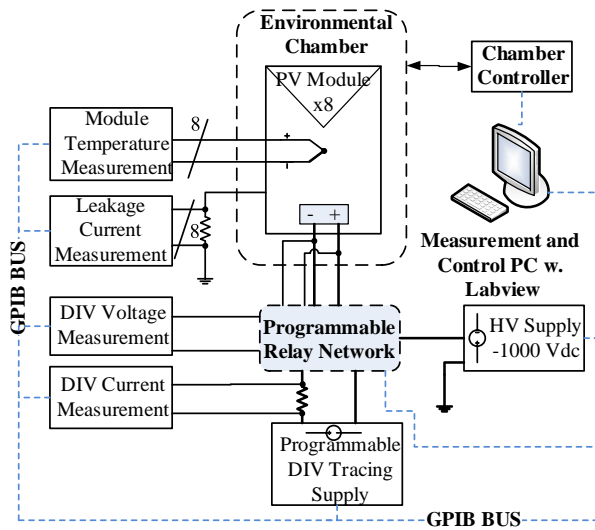 Environmental
Chamber
PV Module
x8
Chamber
Controller
Module
Temperature
Measurement
8
+
-
Leakage
Current
Measurement
8
- +
Measurement and
Control PC w.
Labview
GPIB BUS
DIV Voltage
Measurement
Programmable
Relay Network
HV Supply
-1000 Vdc
DIV Current
Measurement
Programmable
DIV Tracing
Supply
GPIB BUS